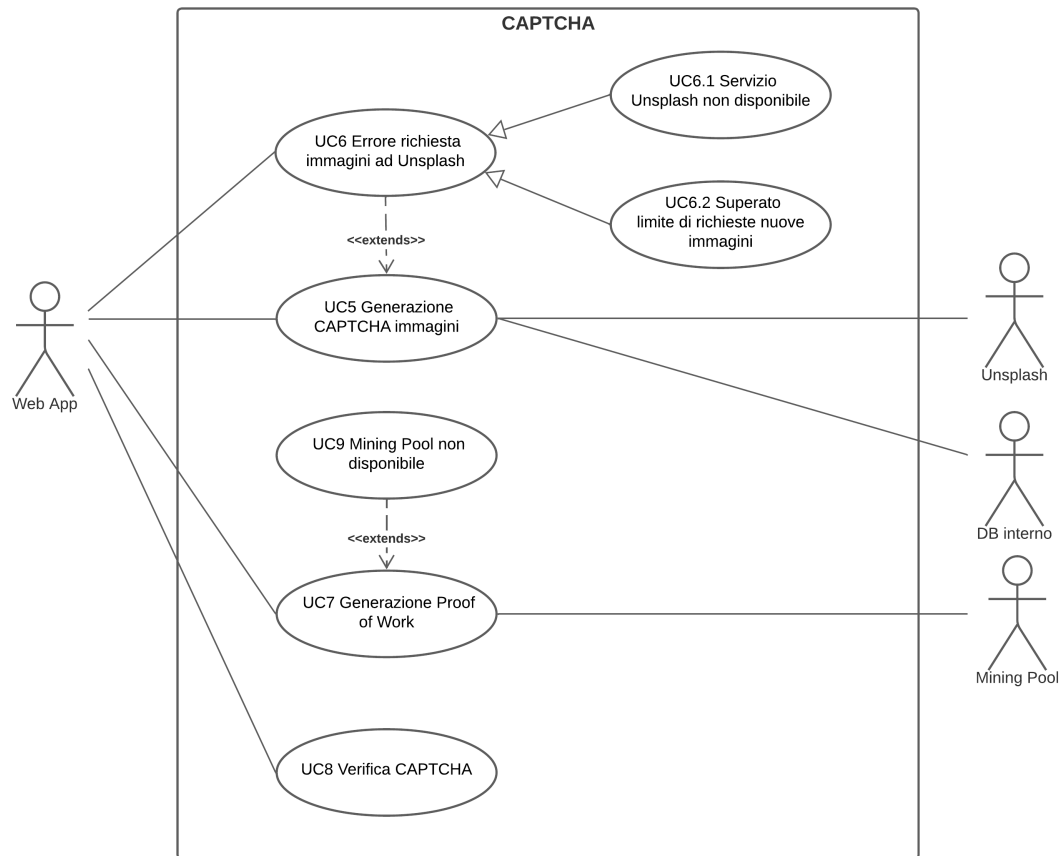 CAPTCHA
UC6.1 Servizio
Unsplash non disponibile
UC6 Errore richiesta
immagini ad Unsplash
UC6.2 Superato
limite di richieste nuove
immagini
<<extends>>
UC5 Generazione
CAPTCHA immagini
Unsplash
Web App
UC9 Mining Pool non
disponibile
DB interno
<<extends>>
UC7 Generazione Proof
of Work
Mining Pool
UC8 Verifica CAPTCHA